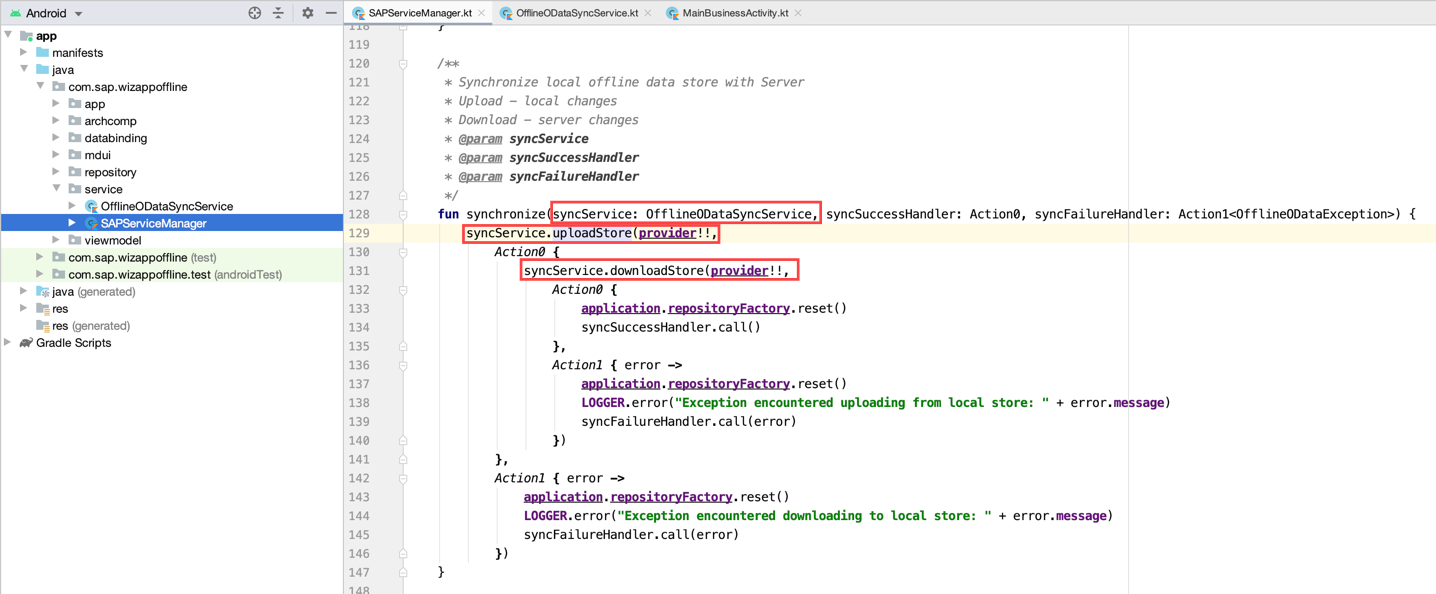 Android
SAPServiceManager.kt
OfflineODataSyncService.kt
MainBusinessActivity.kt
app
manifests
java
com.sap.wizappoffline
app
archcomp
databinding
mdui
repository
service
OfflineODataSyncService
SAPServiceManager
viewmodel
com.sap.wizappoffline (test)
com.sap.wizappoffline.test (androidTest)
java (generated)
res
res (generated)
Gradle Scripts
118 }
119
120 /**
121 * Synchronize local offline data store with Server
122 * Upload – local changes
123 * Download – server changes
124 * @param syncService
125 * @param syncSuccessHandler
126 * @param syncFailureHandler
127 */
128 fun synchronize(syncService: OfflineODataSyncService, syncSuccessHandler: Action0, syncFailureHandler: Action1<OfflineODataException>) {
129 syncService.uploadStore(provider!!,
130 Action0 {
131 syncService.downloadStore(provider!!,
132 Action0 {
133 application.repositoryFactory.reset()
134 syncSuccessHandler.call()
135 },
136 Action1 { error ->
137 application.repositoryFactory.reset()
138 LOGGER.error("Exception encountered uploading from local store: " + error.message)
139 syncFailureHandler.call(error)
140 })
141 },
142 Action1 { error ->
143 application.repositoryFactory.reset()
144 LOGGER.error("Exception encountered downloading to local store: " + error.message)
145 syncFailureHandler.call(error)
146 })
147 }
148